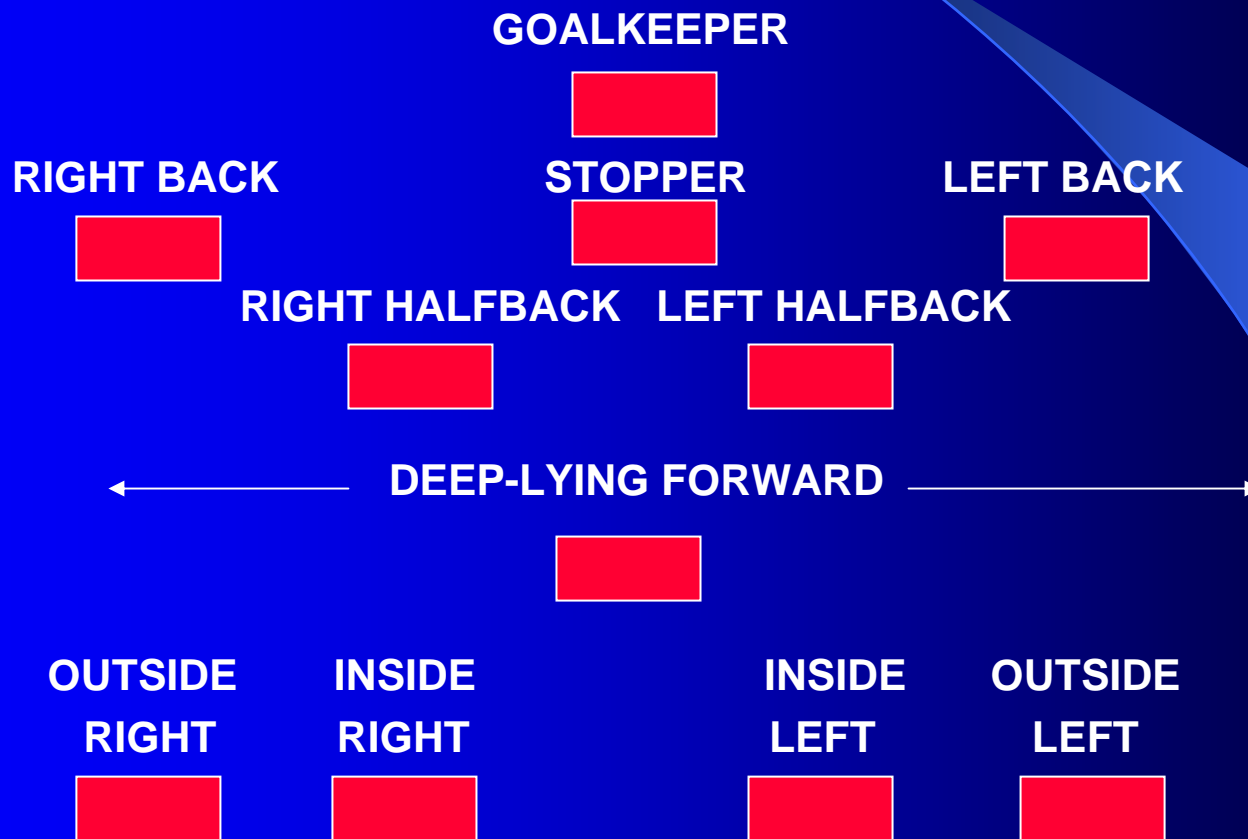 GOALKEEPER
RIGHT BACK STOPPER LEFT BACK
RIGHT HALFBACK LEFT HALFBACK
DEEP-LYING FORWARD
OUTSIDE INSIDE INSIDE OUTSIDE
RIGHT RIGHT LEFT LEFT